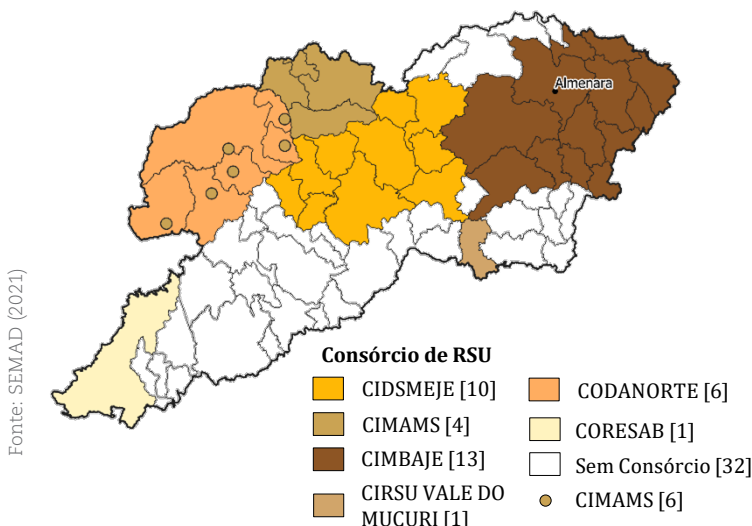 Almenara
Fonte: SEMAD (2021)
Consórcio de RSU
CIDSMEJE [10]
CIMAMS [4]
CIMBAJE [13]
CIRSU VALE DO
MUCURI [1]
CODANORTE [6]
CORESAB [1]
Sem Consórcio [32]
CIMAMS [6]